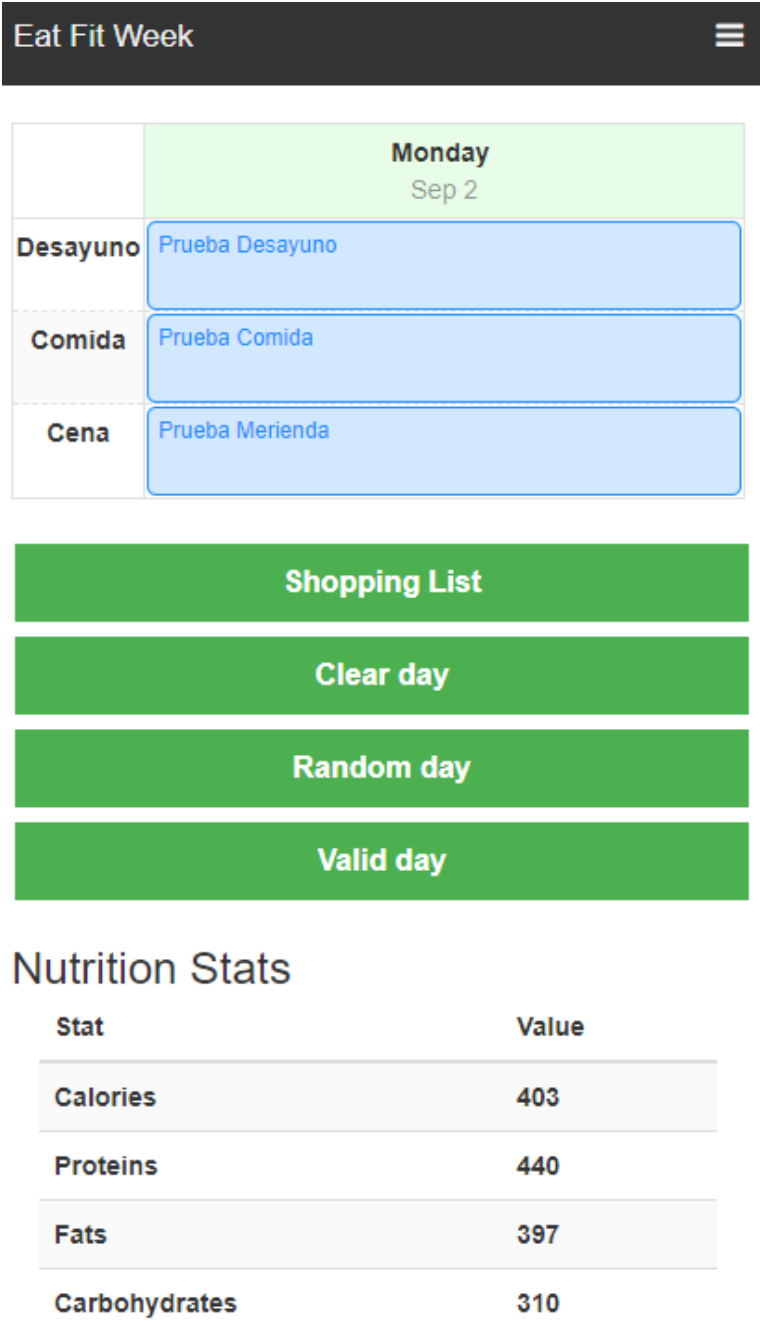 Eat Fit Week
Monday
Sep 2
Desayuno Prueba Desayuno
Comida Prueba Comida
Cena Prueba Merienda
Shopping List
Clear day
Random day
Valid day
Nutrition Stats
Stat Value
Calories 403
Proteins 440
Fats 397
Carbohydrates 310